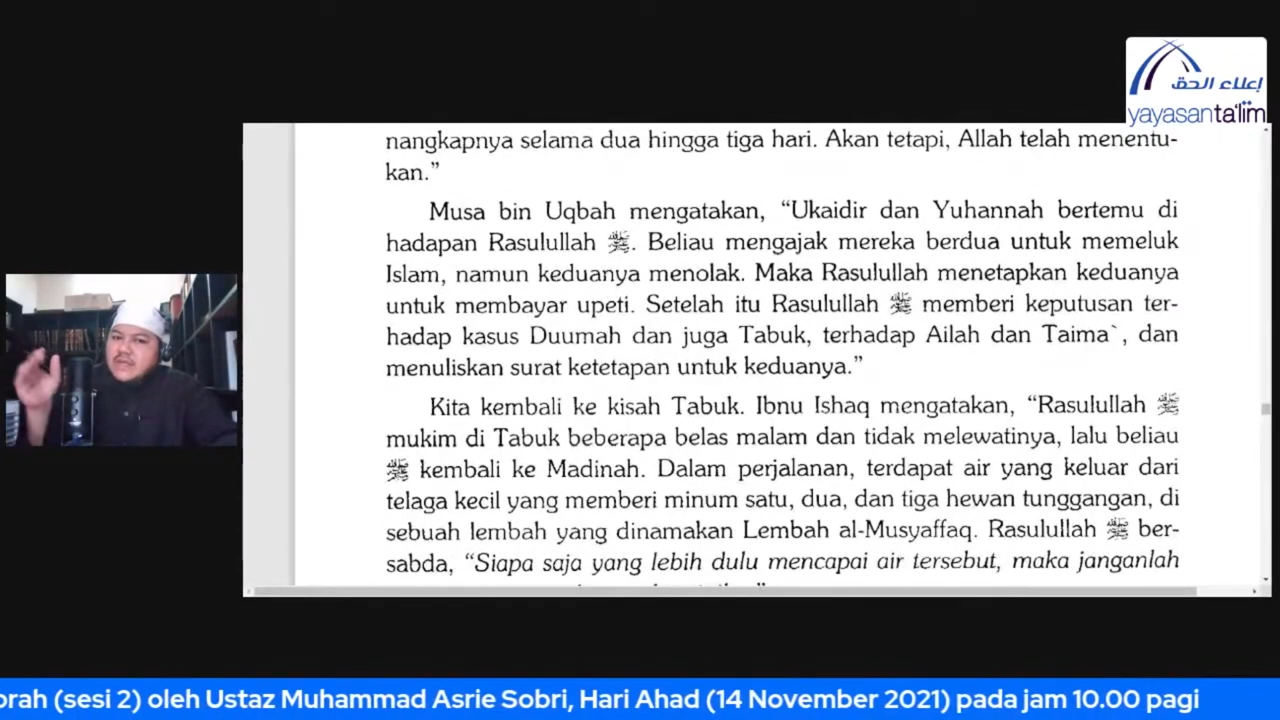 إعلاء الحق
yayasanta'lim
nangkapnya selama dua hingga tiga hari. Akan tetapi, Allah telah menentu-
kan.”
Musa bin Uqbah mengatakan, “Ukaidir dan Yuhannah bertemu di
hadapan Rasulullah ﷺ. Beliau mengajak mereka berdua untuk memeluk
Islam, namun keduanya menolak. Maka Rasulullah menetapkan keduanya
untuk membayar upeti. Setelah itu Rasulullah ﷺ memberi keputusan ter-
hadap kasus Duumah dan juga Tabuk, terhadap Ailah dan Taima`, dan
menuliskan surat ketetapan untuk keduanya.”
Kita kembali ke kisah Tabuk. Ibnu Ishaq mengatakan, “Rasulullah ﷺ
mukim di Tabuk beberapa belas malam dan tidak melewatinya, lalu beliau
ﷺ kembali ke Madinah. Dalam perjalanan, terdapat air yang keluar dari
telaga kecil yang memberi minum satu, dua, dan tiga hewan tunggangan, di
sebuah lembah yang dinamakan Lembah al-Musyaffaq. Rasulullah ﷺ ber-
sabda, “Siapa saja yang lebih dulu mencapai air tersebut, maka janganlah
orah (sesi 2) oleh Ustaz Muhammad Asrie Sobri, Hari Ahad (14 November 2021) pada jam 10.00 pagi